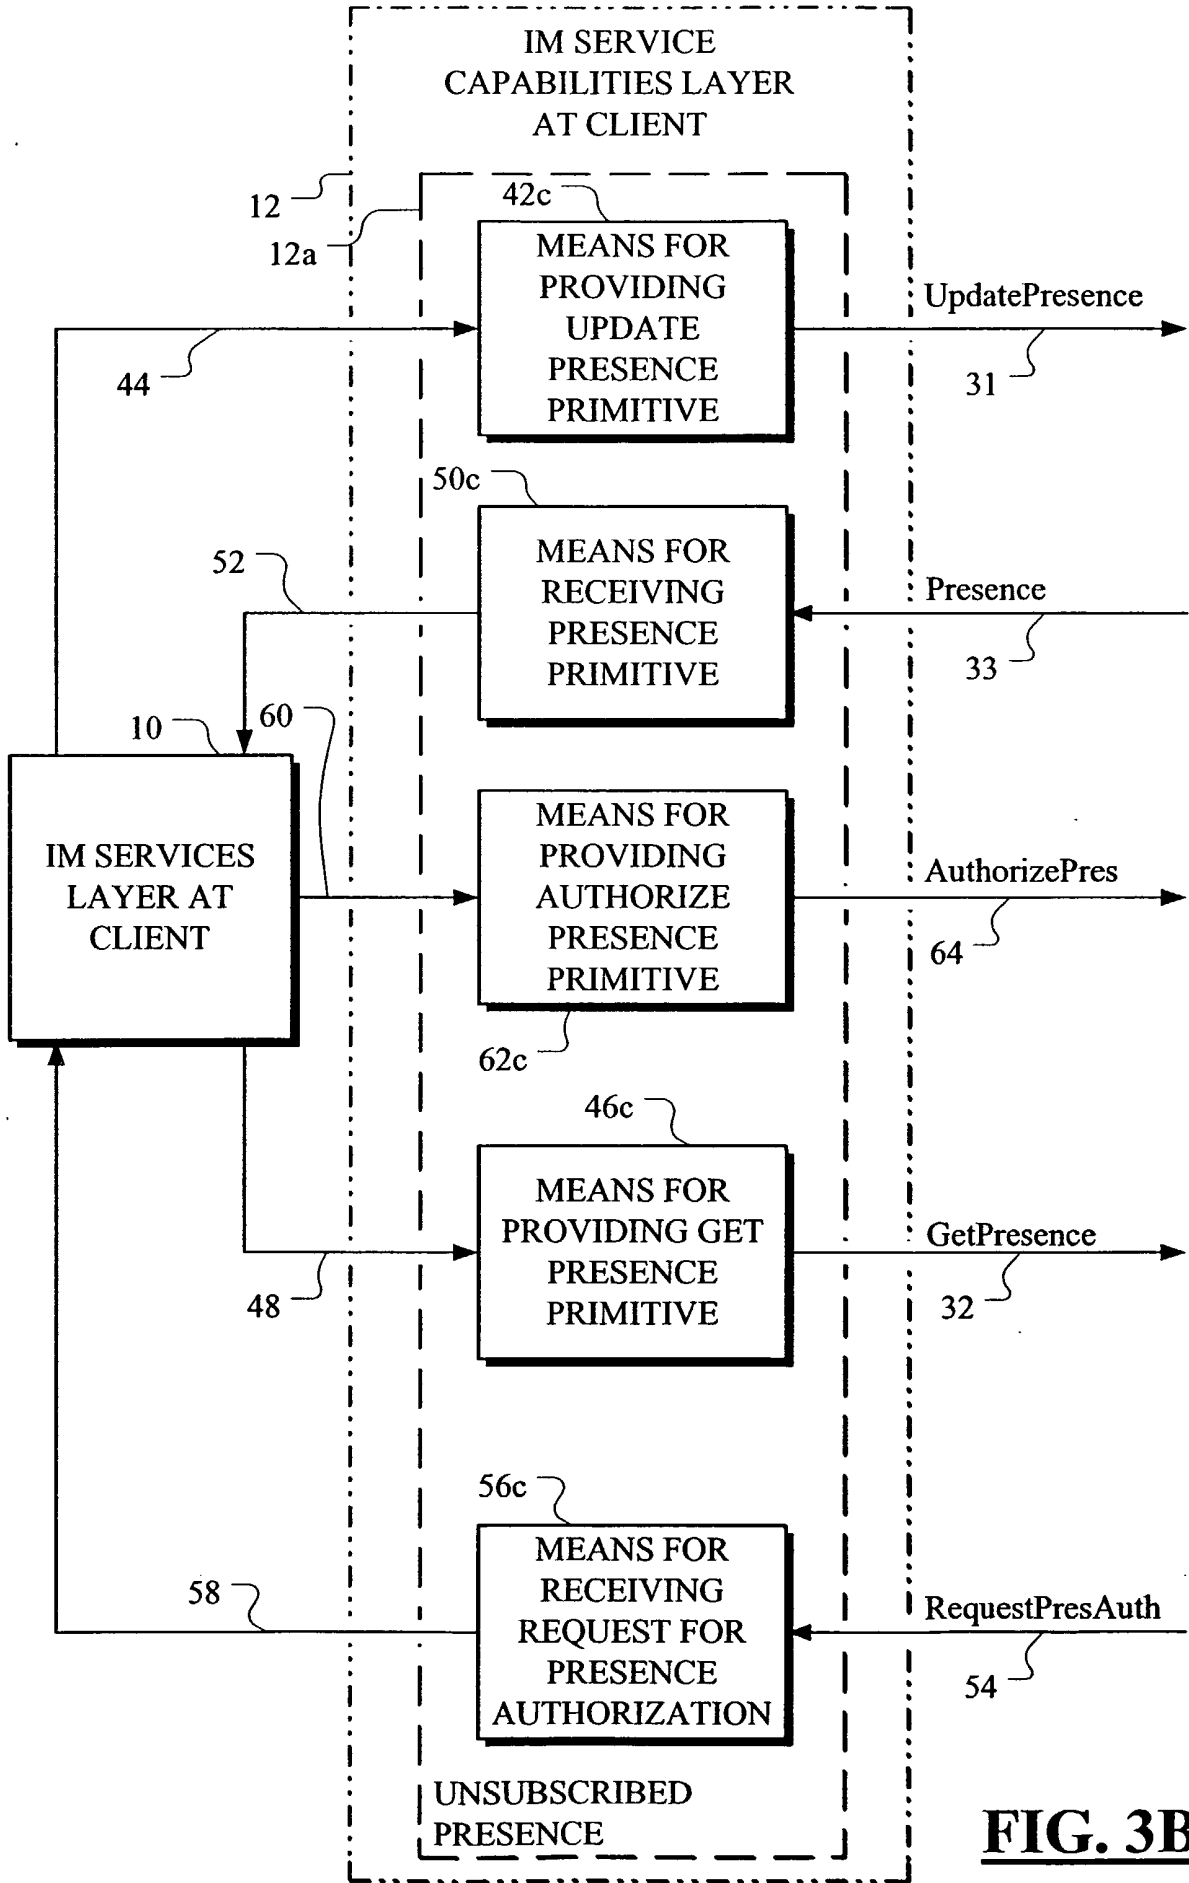 IM SERVICE
CAPABILITIES LAYER
AT CLIENT
12
12a
42c
MEANS FOR
PROVIDING
UPDATE
PRESENCE
PRIMITIVE
44
UpdatePresence
31
50c
MEANS FOR
RECEIVING
PRESENCE
PRIMITIVE
52
Presence
33
10
60
IM SERVICES
LAYER AT
CLIENT
MEANS FOR
PROVIDING
AUTHORIZE
PRESENCE
PRIMITIVE
62c
AuthorizePres
64
46c
MEANS FOR
PROVIDING GET
PRESENCE
PRIMITIVE
48
GetPresence
32
56c
MEANS FOR
RECEIVING
REQUEST FOR
PRESENCE
AUTHORIZATION
58
RequestPresAuth
54
UNSUBSCRIBED
PRESENCE
FIG. 3B